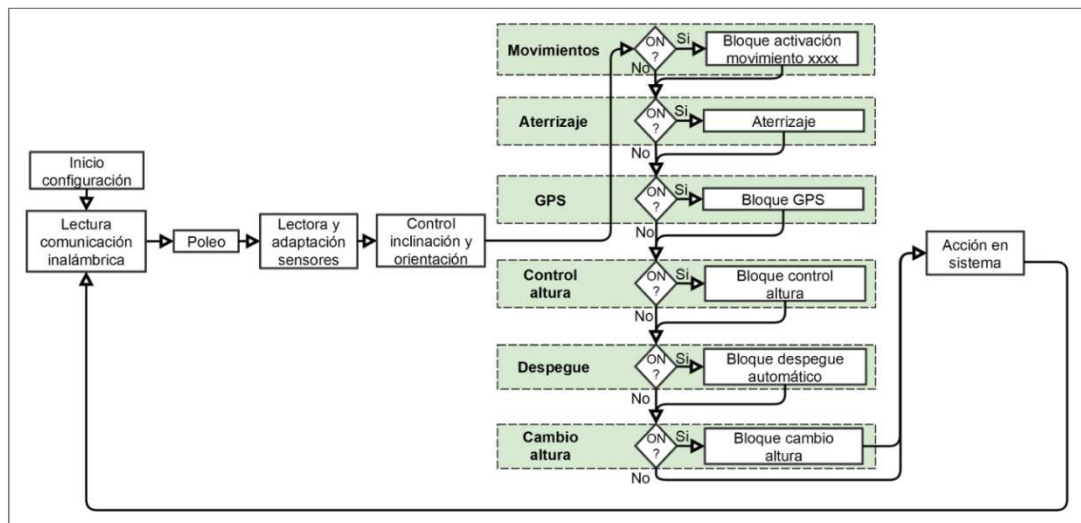 Inicio
configuración
Lectura
comunicación
inalámbrica
Poleo
Lectora y
adaptación
sensores
Control
inclinación y
orientación
Movimientos
ON
?
Si
No
Bloque activación
movimiento xxxx
Aterrizaje
ON
?
Si
No
Aterrizaje
GPS
ON
?
Si
No
Bloque GPS
Control
altura
ON
?
Si
No
Bloque control
altura
Despegue
ON
?
Si
No
Bloque despegue
automático
Cambio
altura
ON
?
Si
No
Bloque cambio
altura
Acción en
sistema